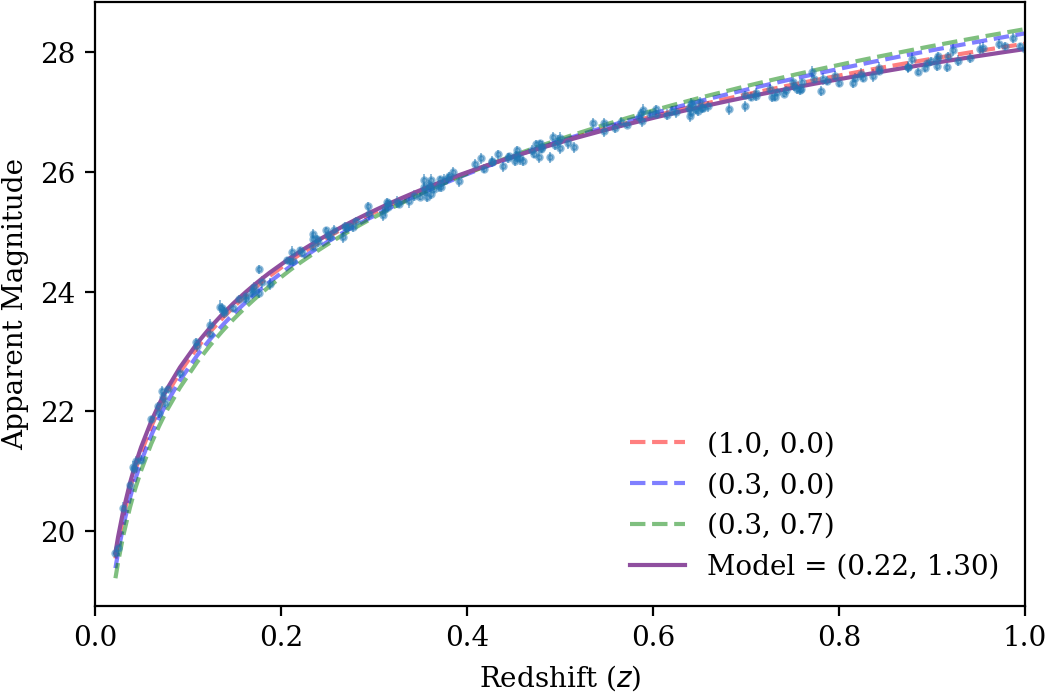 28
26
24
22
20
Apparent Magnitude
(1.0, 0.0)
(0.3, 0.0)
(0.3, 0.7)
Model = (0.22, 1.30)
0.0 0.2 0.4 0.6 0.8 1.0
Redshift (z)